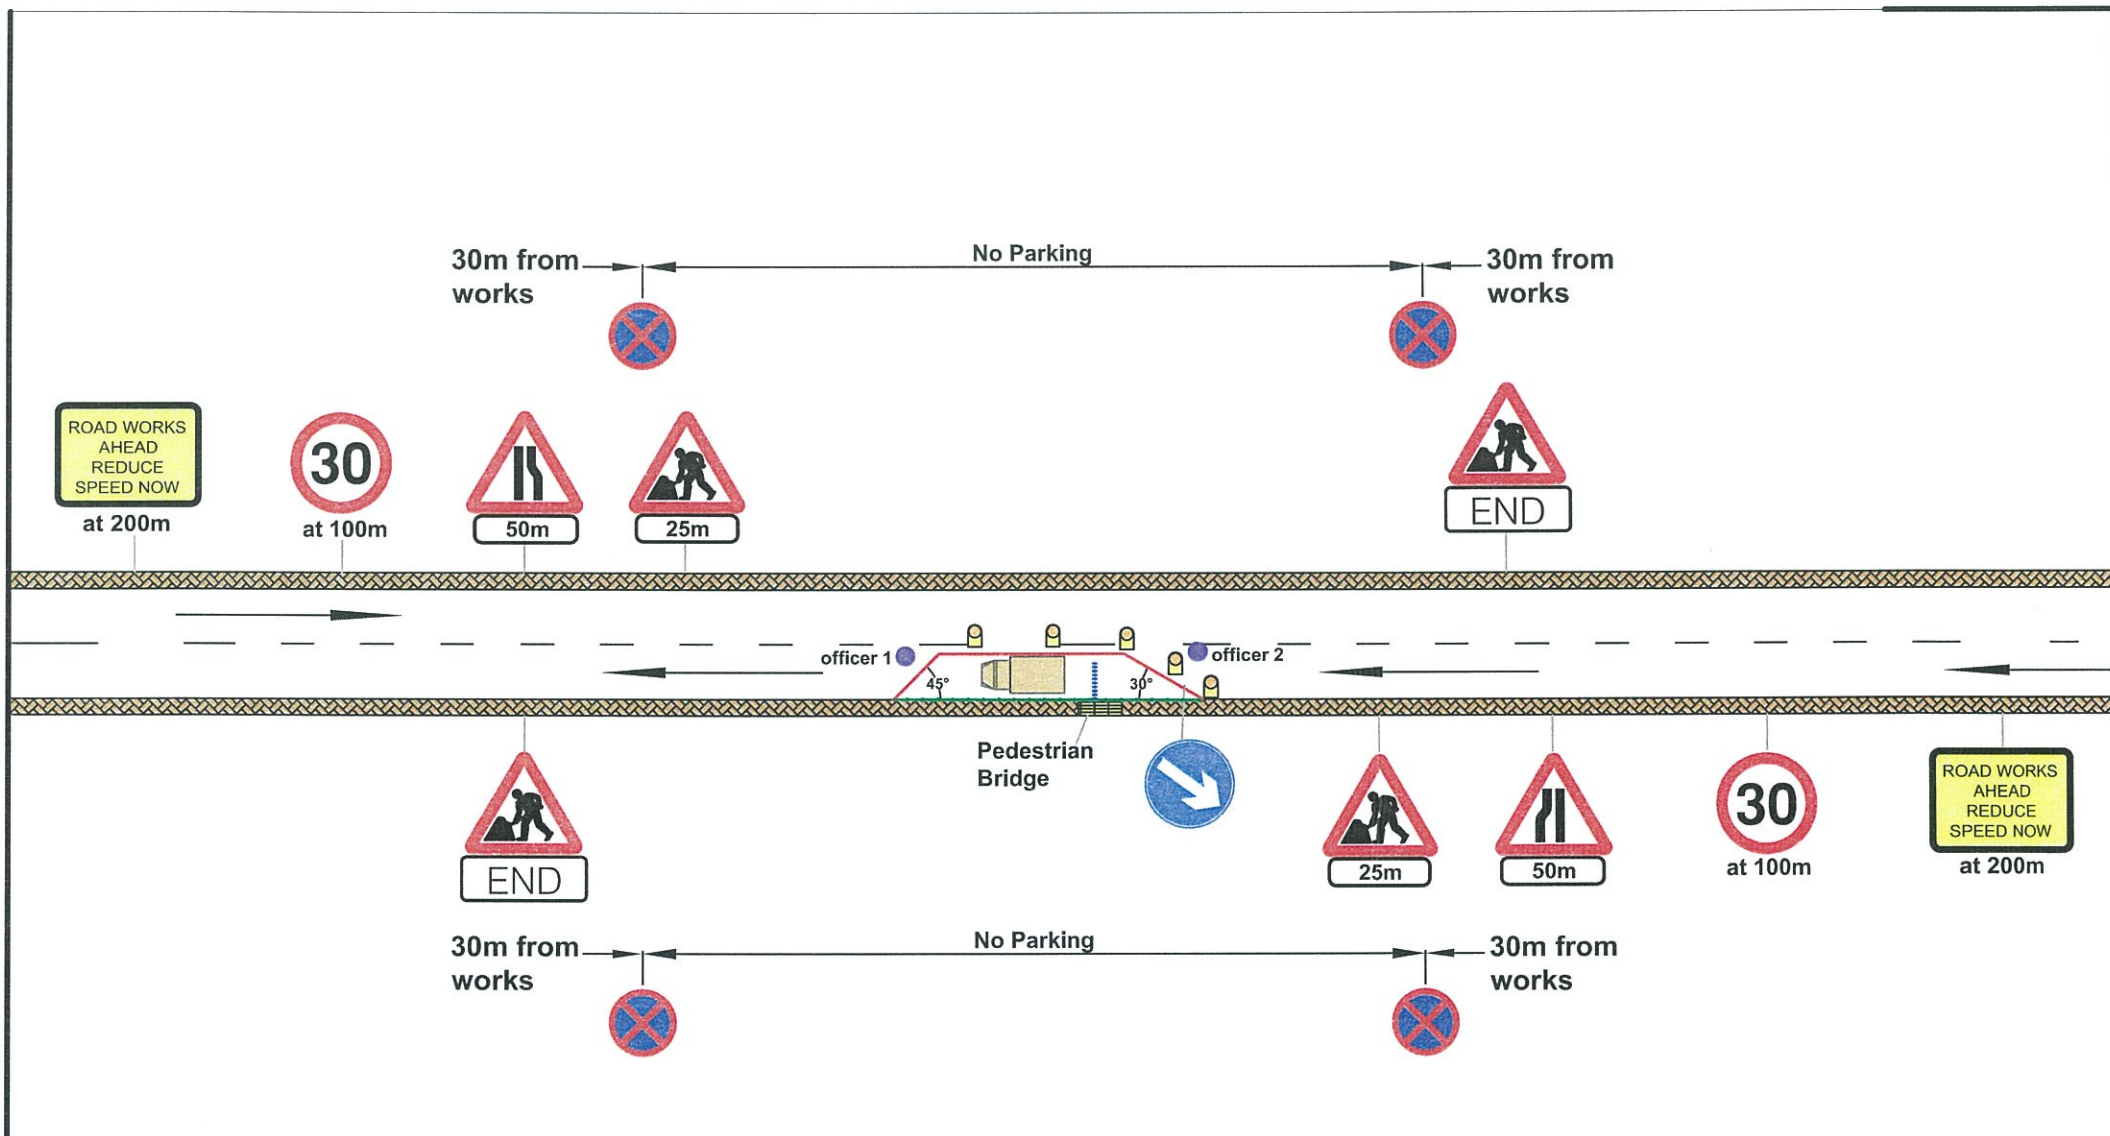 No Parking
30m from
works
30m from
works
ROAD WORKS
AHEAD
REDUCE
SPEED NOW
at 200m
30
at 100m
50m
25m
END
officer 1
officer 2
45°
30°
Pedestrian
Bridge
END
25m
50m
30
at 100m
ROAD WORKS
AHEAD
REDUCE
SPEED NOW
at 200m
No Parking
30m from
works
30m from
works